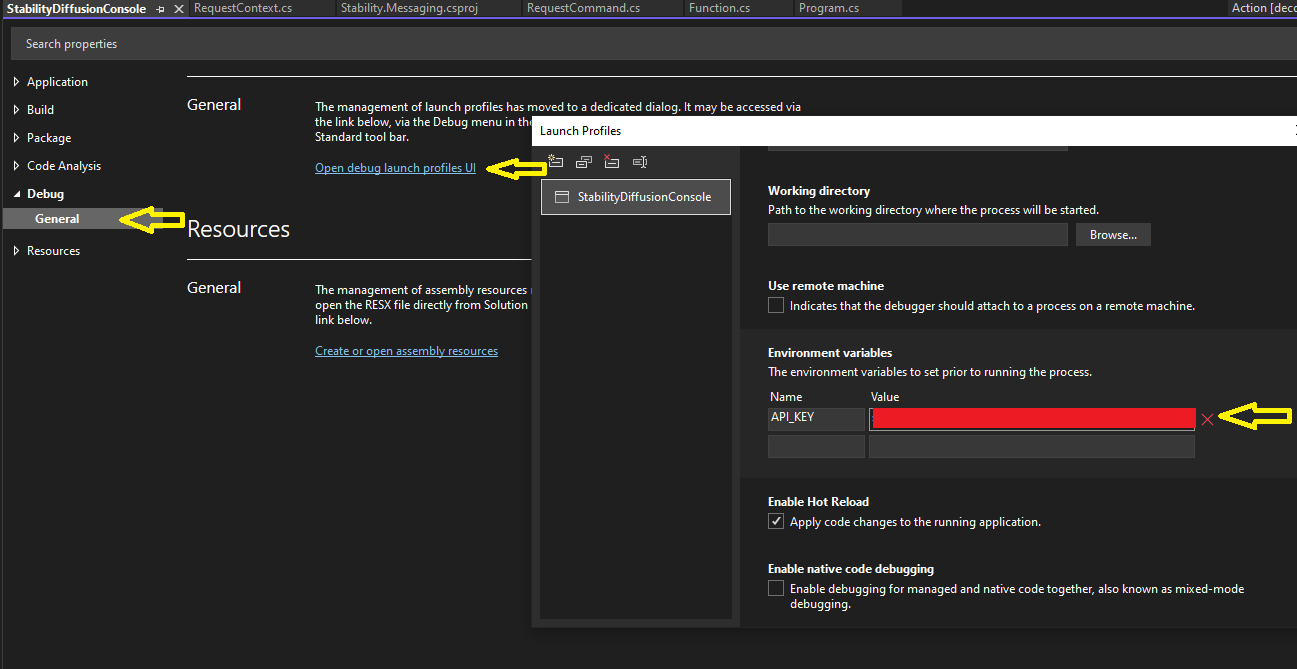 StabilityDiffusionConsole
RequestContext.cs
Stability.Messaging.csproj
RequestCommand.cs
Function.cs
Program.cs
Action [deco
Search properties
Application
Build
Package
Code Analysis
Debug
General
Resources
General
The management of launch profiles has moved to a dedicated dialog. It may be accessed via
the link below, via the Debug menu in the
Standard tool bar.
Open debug launch profiles UI
Resources
General
The management of assembly resources
open the RESX file directly from Solution
link below.
Create or open assembly resources
Launch Profiles
StabilityDiffusionConsole
Working directory
Path to the working directory where the process will be started.
Browse...
Use remote machine
Indicates that the debugger should attach to a process on a remote machine.
Environment variables
The environment variables to set prior to running the process.
Name Value
API_KEY
Enable Hot Reload
Apply code changes to the running application.
Enable native code debugging
Enable debugging for managed and native code together, also known as mixed-mode
debugging.